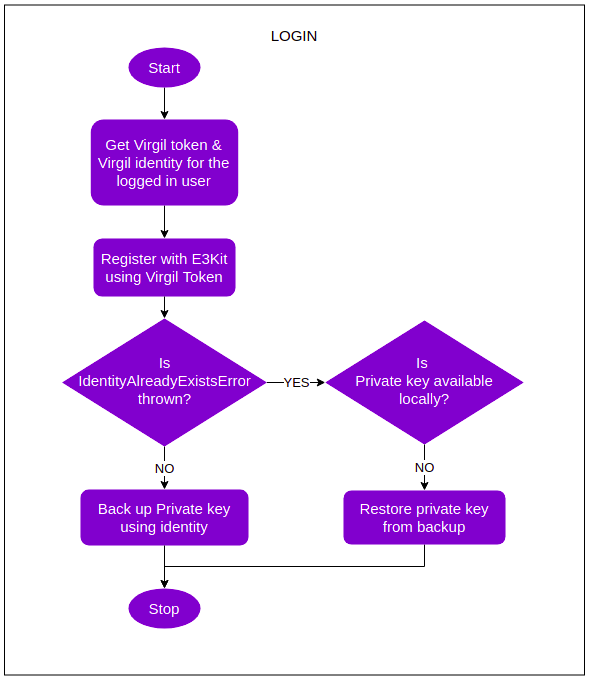 LOGIN
Start
Get Virgil token &
Virgil identity for the
logged in user
Register with E3Kit
using Virgil Token
Is
IdentityAlreadyExistsError
thrown?
YES
Is
Private key available
locally?
NO
NO
Back up Private key
using identity
Restore private key
from backup
Stop